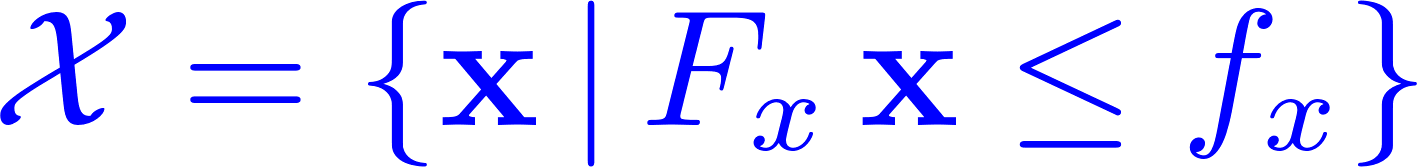 𝒳 = {𝐱 | Fₓ 𝐱 ≤ fₓ}